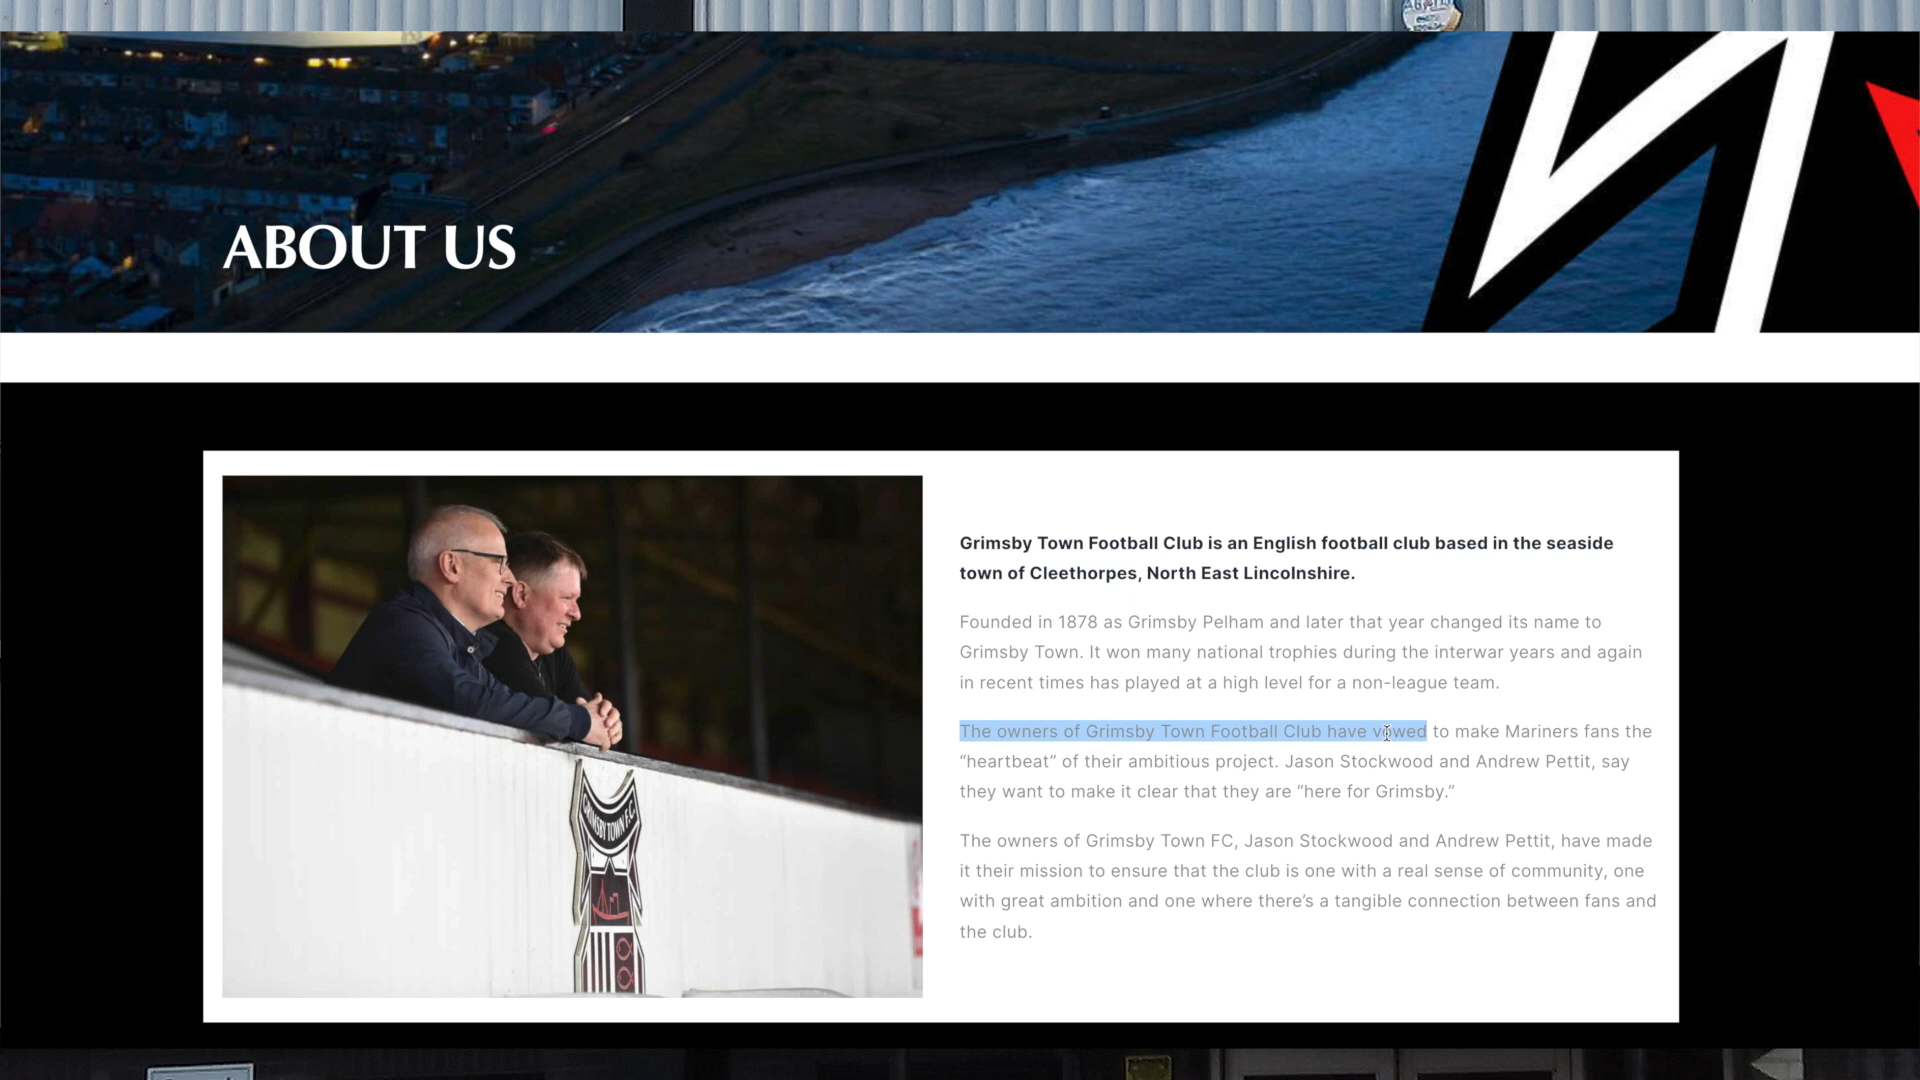 ABOUT US
Grimsby Town Football Club is an English football club based in the seaside
town of Cleethorpes, North East Lincolnshire.
Founded in 1878 as Grimsby Pelham and later that year changed its name to
Grimsby Town. It won many national trophies during the interwar years and again
in recent times has played at a high level for a non-league team.
The owners of Grimsby Town Football Club have vowed to make Mariners fans the
“heartbeat” of their ambitious project. Jason Stockwood and Andrew Pettit, say
they want to make it clear that they are “here for Grimsby.”
The owners of Grimsby Town FC, Jason Stockwood and Andrew Pettit, have made
it their mission to ensure that the club is one with a real sense of community, one
with great ambition and one where there’s a tangible connection between fans and
the club.
GRIMSBY TOWN F.C.